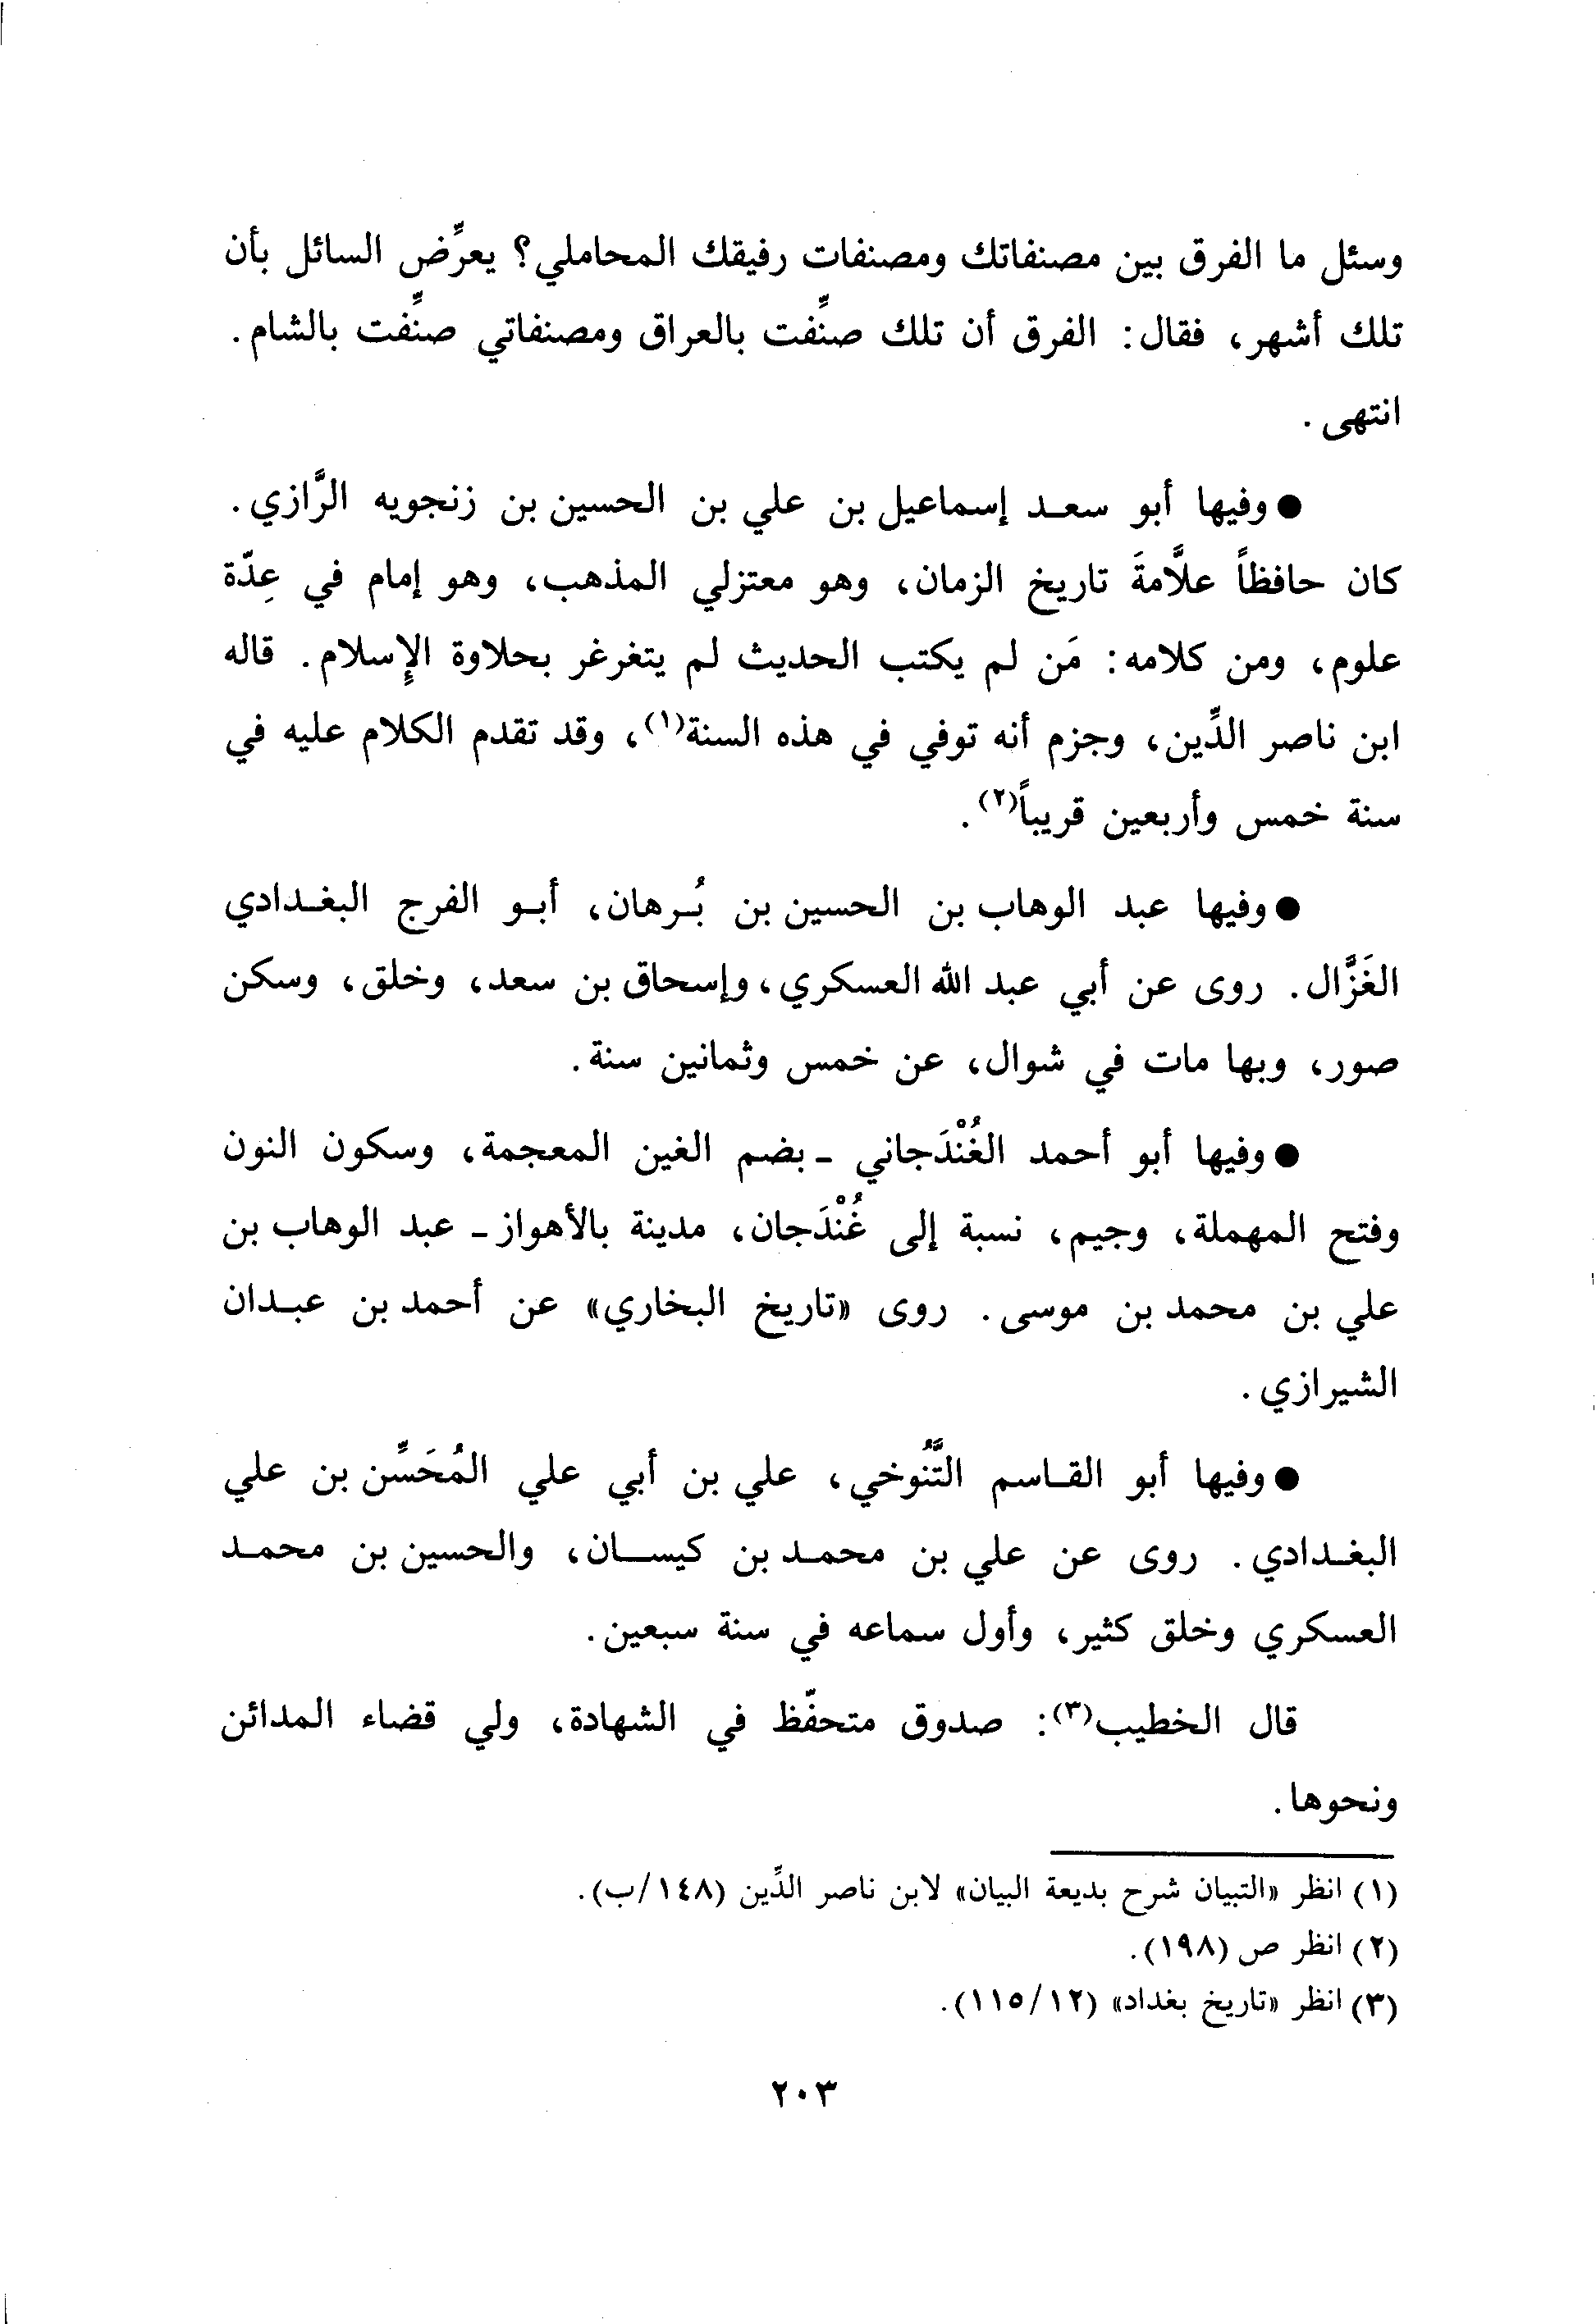 وسئل ما الفرق بين مصنفاتك ومصنفات رفيقك المحاملي؟ يعرِّض السائل بأن
تلك أشهر، فقال: الفرق أن تلك صنِّفت بالعراق ومصنفاتي صنِّفت بالشام.
انتهى.
● وفيها أبو سعد إسماعيل بن علي بن الحسين بن زنجويه الرَّازي.
كان حافظاً علَّامةَ تاريخ الزمان، وهو معتزلي المذهب، وهو إمام في عِدّة
علوم، ومن كلامه: مَن لم يكتب الحديث لم يتغرغر بحلاوة الإِسلام. قاله
ابن ناصر الدِّين، وجزم أنه توفي في هذه السنة(١)، وقد تقدم الكلام عليه في
سنة خمس وأربعين قريباً(٢).
● وفيها عبد الوهاب بن الحسين بن بُرهان، أبو الفرج البغدادي
الغَزَّال. روى عن أبي عبد الله العسكري، وإسحاق بن سعد، وخلق، وسكن
صور، وبها مات في شوال، عن خمس وثمانين سنة.
● وفيها أبو أحمد الغُنْدَجاني - بضم الغين المعجمة، وسكون النون
وفتح المهملة، وجيم، نسبة إلى غُنْدَجان، مدينة بالأهواز - عبد الوهاب بن
علي بن محمد بن موسى. روى «تاريخ البخاري» عن أحمد بن عبدان
الشيرازي.
● وفيها أبو القاسم التَّنُوخي، علي بن أبي علي المُحَسِّن بن علي
البغدادي. روى عن علي بن محمد بن كيسان، والحسين بن محمد
العسكري وخلق كثير، وأول سماعه في سنة سبعين.
قال الخطيب(٣): صدوق متحفّظ في الشهادة، ولي قضاء المدائن
ونحوها.
(١) انظر «التبيان شرح بديعة البيان» لابن ناصر الدِّين (١٤٨/ب).
(٢) انظر ص (١٩٨).
(٣) انظر «تاريخ بغداد» (١٢/ ١١٥).
٢٠٣